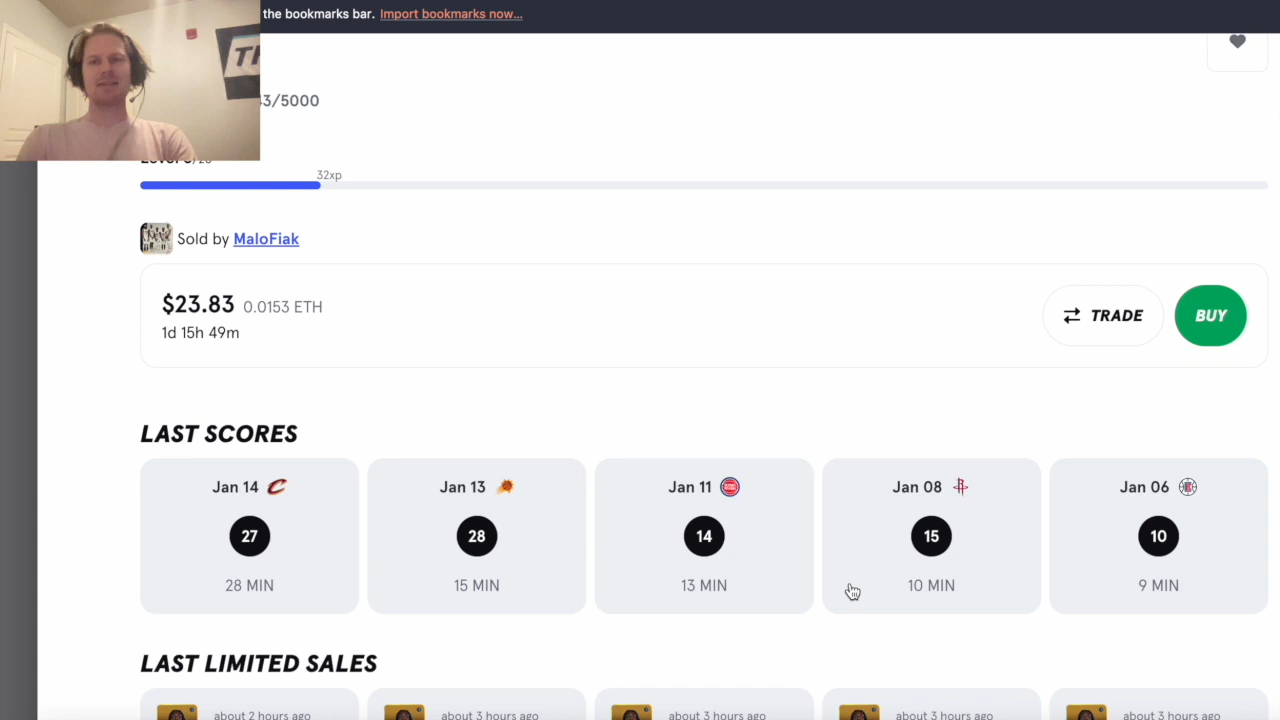 the bookmarks bar. Import bookmarks now...
TH
3/5000
32xp
Sold by MaloFiak
$23.83 0.0153 ETH
1d 15h 49m
TRADE
BUY
LAST SCORES
Jan 14
27
28 MIN
Jan 13
28
15 MIN
Jan 11
14
13 MIN
Jan 08
15
10 MIN
Jan 06
10
9 MIN
LAST LIMITED SALES
about 2 hours ago
about 3 hours ago
about 3 hours ago
about 3 hours ago
about 3 hours ago